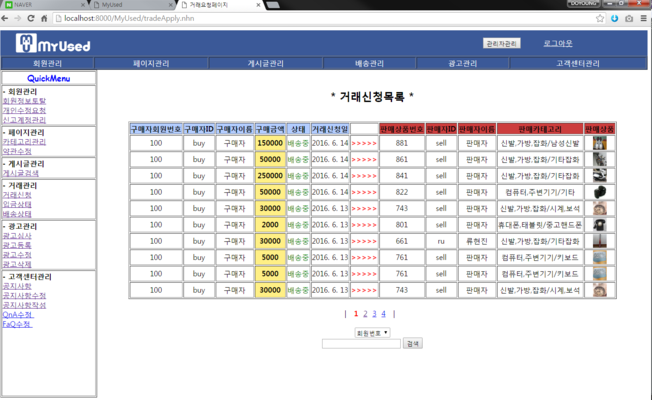 NAVER MyUsed 거래요청페이지 DOYOUNG
localhost:8000/MyUsed/tradeApply.nhn
MyUsed 관리자관리 로그아웃
회원관리 페이지관리 게시글관리 배송관리 광고관리 고객센터관리
QuickMenu
- 회원관리
회원정보토탈
개인수정요청
신고계정관리
- 페이지관리
카테고리관리
약관수정
- 게시글관리
게시글검색
- 거래관리
거래신청
입금상태
배송상태
- 광고관리
광고심사
광고등록
광고수정
광고삭제
- 고객센터관리
공지사항
공지사항수정
공지사항작성
QnA수정
FaQ수정
* 거래신청목록 *
구매자회원번호 구매자ID 구매자이름 구매금액 상태 거래신청일 판매상품번호 판매자ID 판매자이름 판매카테고리 판매상품
100 buy 구매자 150000 배송중 2016. 6. 14 >>>>> 881 sell 판매자 신발,가방,잡화/남성신발
100 buy 구매자 50000 배송중 2016. 6. 14 >>>>> 861 sell 판매자 신발,가방,잡화/기타잡화
100 buy 구매자 250000 배송중 2016. 6. 14 >>>>> 841 sell 판매자 신발,가방,잡화/기타잡화
100 buy 구매자 50000 배송중 2016. 6. 14 >>>>> 822 sell 판매자 컴퓨터,주변기기/기타
100 buy 구매자 30000 배송중 2016. 6. 13 >>>>> 743 sell 판매자 신발,가방,잡화/시계,보석
100 buy 구매자 2000 배송중 2016. 6. 13 >>>>> 801 sell 판매자 휴대폰,태블릿/중고핸드폰
100 buy 구매자 30000 배송중 2016. 6. 13 >>>>> 661 ru 류현진 신발,가방,잡화/기타잡화
100 buy 구매자 5000 배송중 2016. 6. 13 >>>>> 761 sell 판매자 컴퓨터,주변기기/키보드
100 buy 구매자 5000 배송중 2016. 6. 13 >>>>> 761 sell 판매자 컴퓨터,주변기기/키보드
100 buy 구매자 30000 배송중 2016. 6. 13 >>>>> 743 sell 판매자 신발,가방,잡화/시계,보석
| 1 2 3 4 |
회원번호
검색